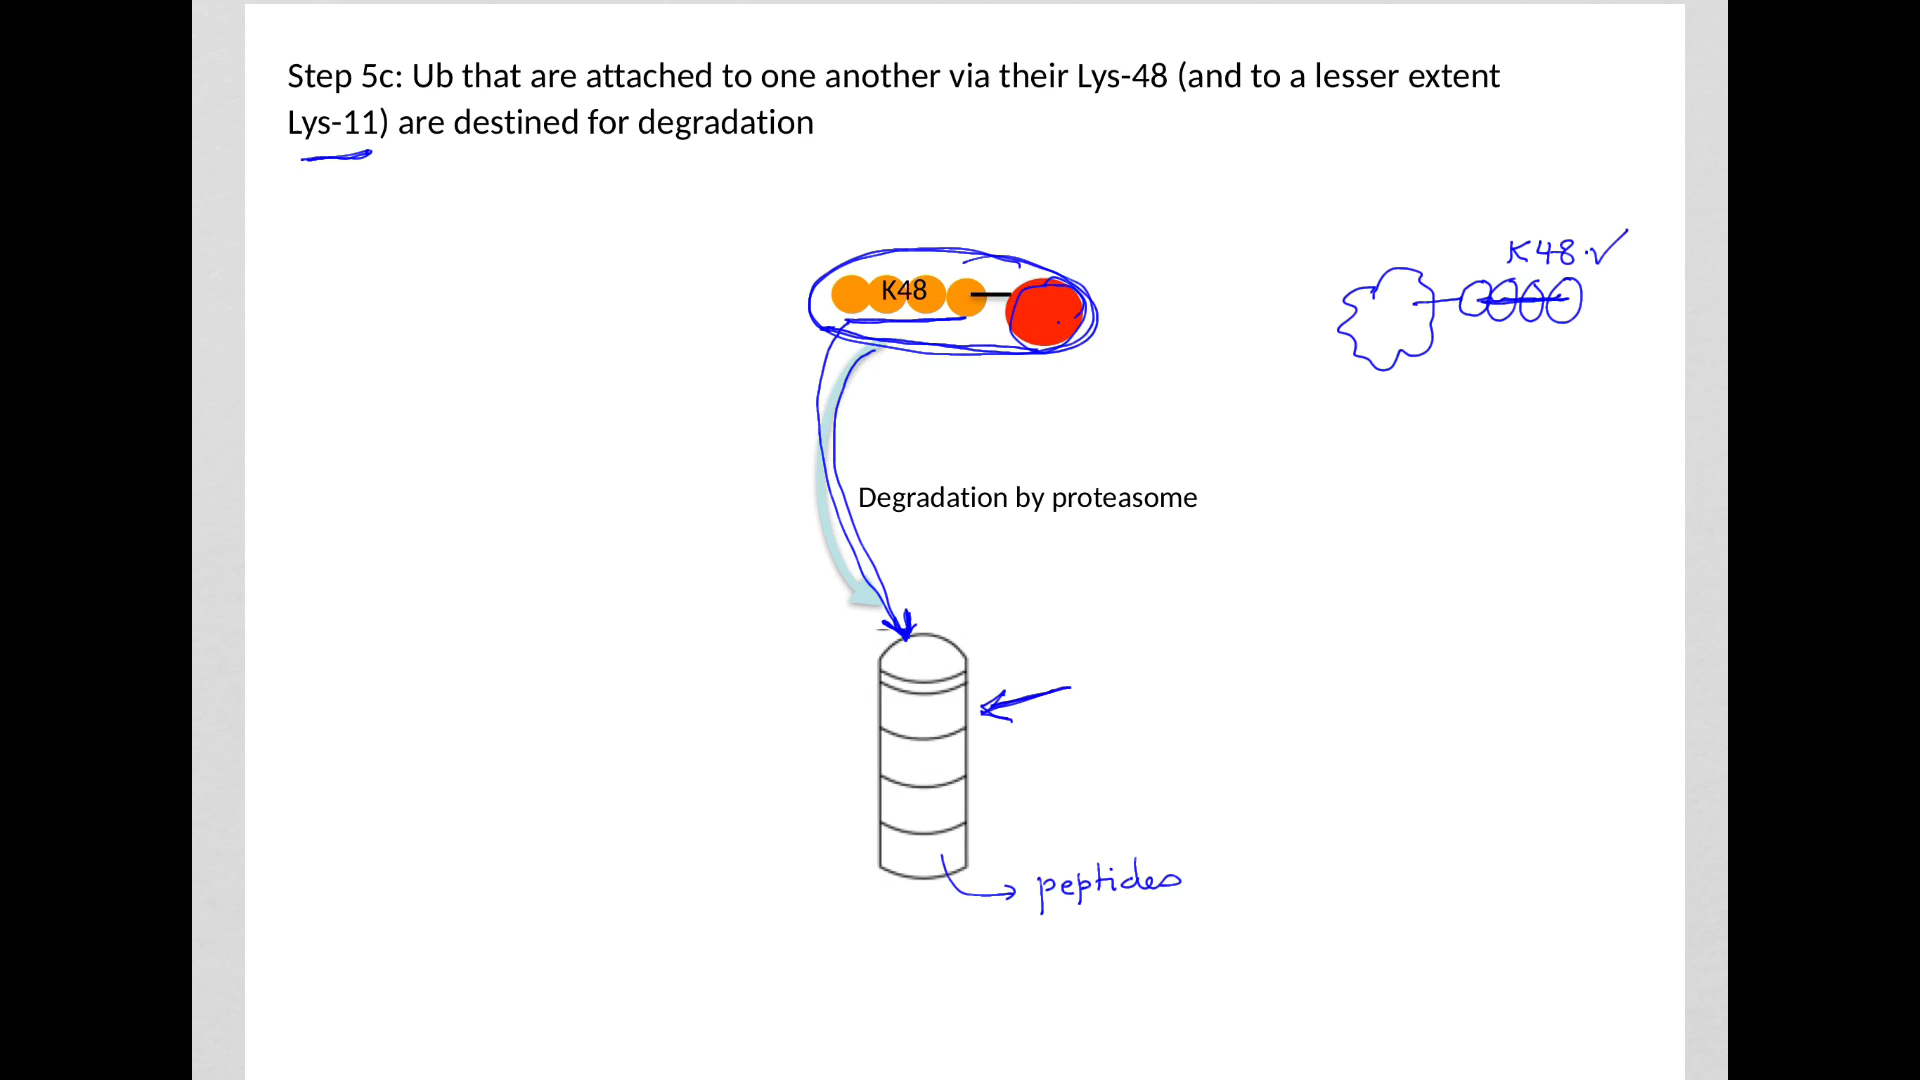 Step 5c: Ub that are attached to one another via their Lys-48 (and to a lesser extent
Lys-11) are destined for degradation
K48
K48
Degradation by proteasome
peptides